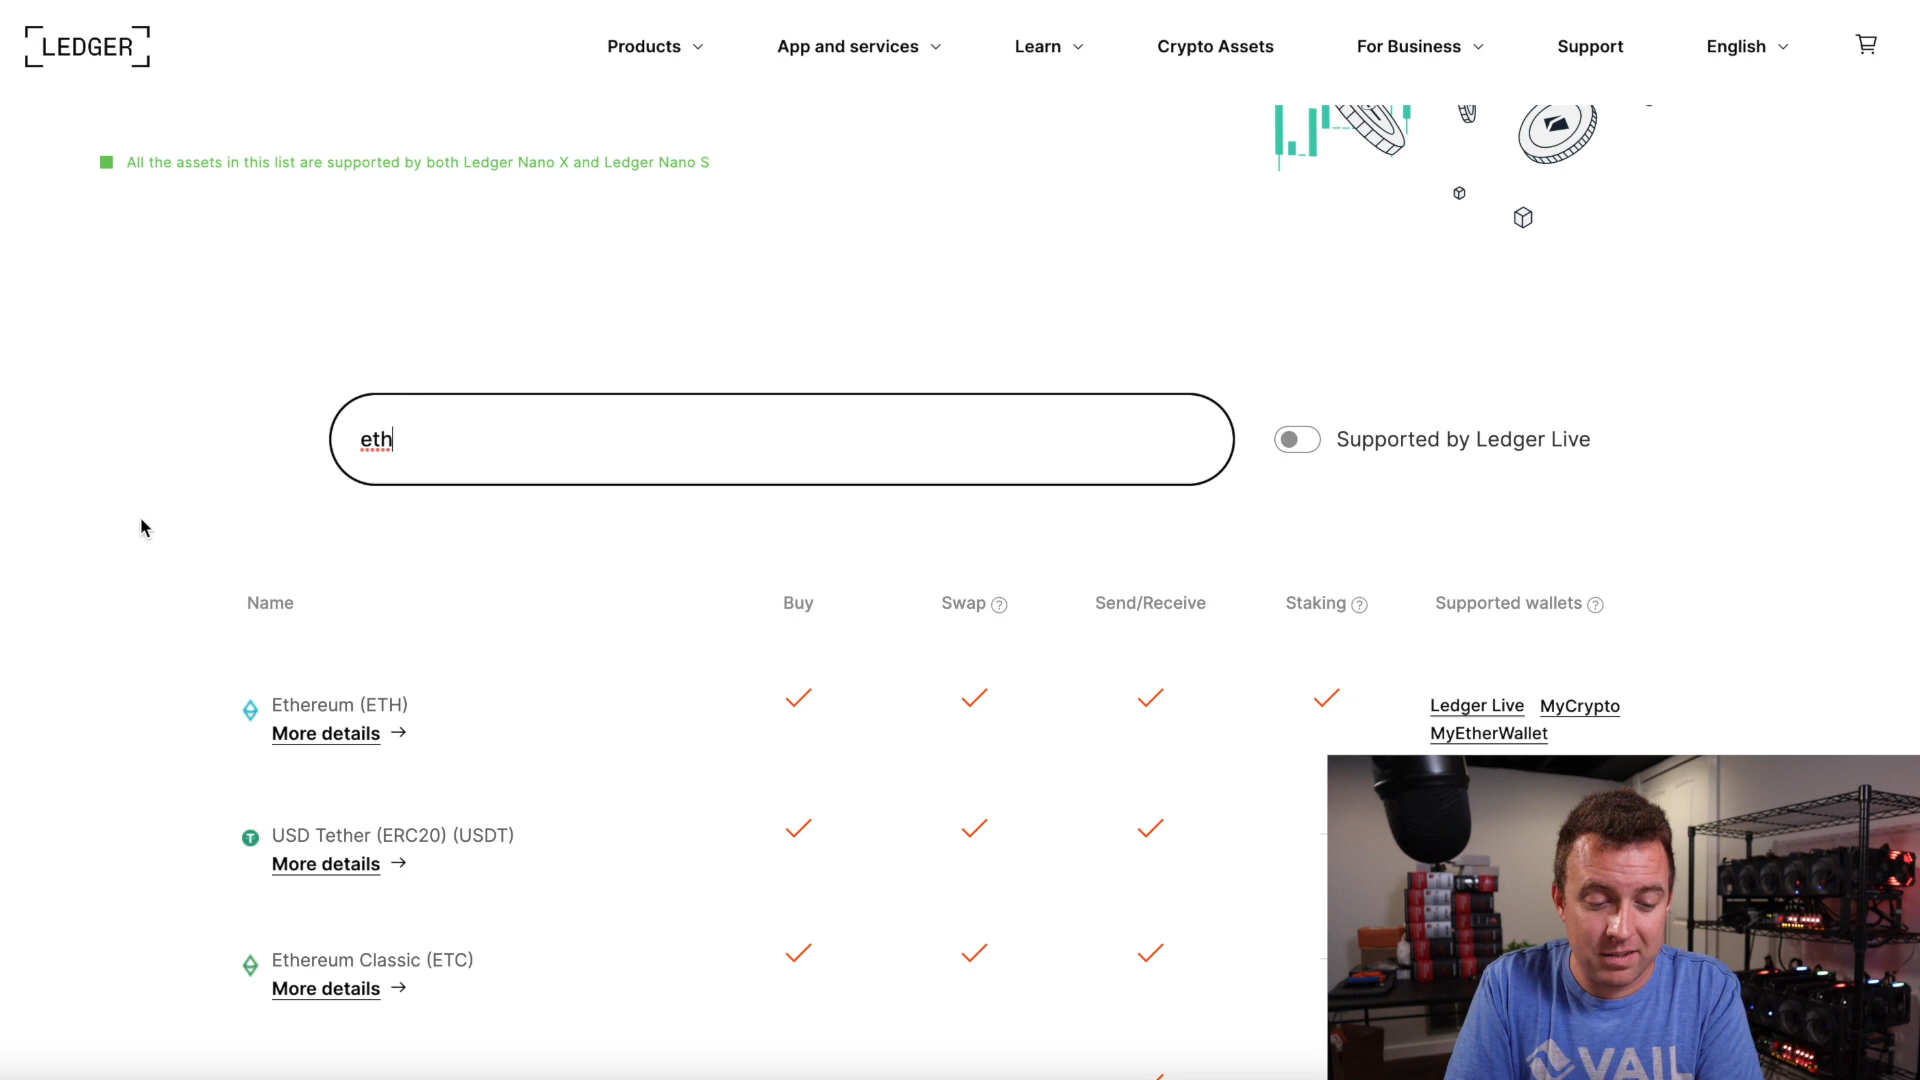 LEDGER
Products
App and services
Learn
Crypto Assets
For Business
Support
English
All the assets in this list are supported by both Ledger Nano X and Ledger Nano S
eth
Supported by Ledger Live
Name
Buy
Swap ?
Send/Receive
Staking ?
Supported wallets ?
Ethereum (ETH)
More details →
Ledger Live MyCrypto
MyEtherWallet
USD Tether (ERC20) (USDT)
More details →
Ethereum Classic (ETC)
More details →
VAIL